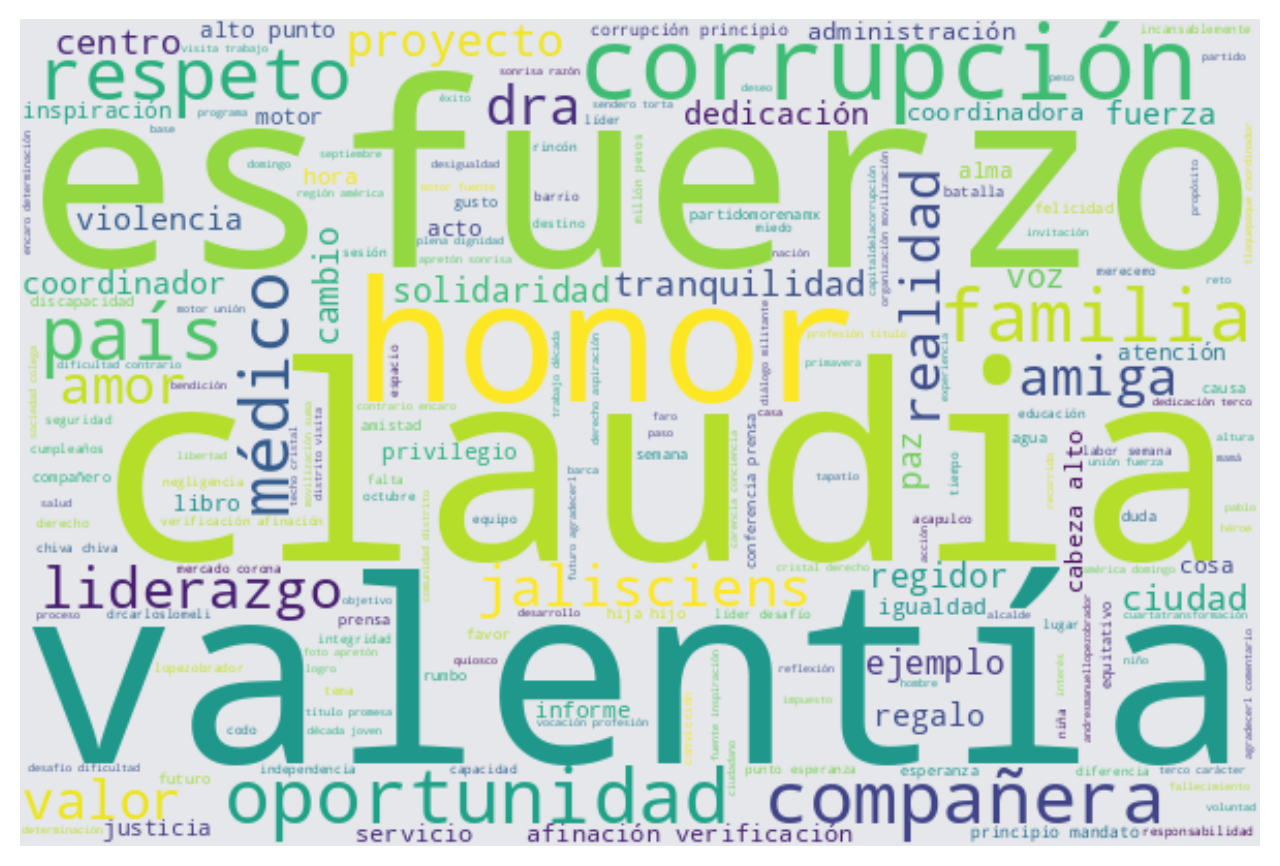 centro
visita trabajo
alto punto
proyecto
corrupción principio
administración
incansablemente
partido
respeto
corrupción
sonrisa razón
deseo
peso
inspiración
programa
motor
éxito
dra
sendero torta
líder
dedicación
coordinadora
fuerza
base
esfuerzo
encaro determinación
domingo
septiembre
región américa
hora
desigualdad
motor fuente
gusto
rincón
barrio
destino
millón pesos
alma
batalla
felicidad
propósito
tlaquepaque coordinador
violencia
sesión
acto
plena dignidad
apretón sonrisa
partidomorenamx
miedo
nación
capitaldelacorrupción
organización movilización
realidad
invitación
coordinador
discapacidad
motor unión
médico
cambio
solidaridad
tranquilidad
voz
merecemo
reto
país
honor
familia
dificultad contrario
amor
bendición
espacio
trabajo década
derecho aspiración
profesión titulo
primavera
diálogo militante
experiencia
atención
amiga
causa
dedicación terco
sociedad colega
seguridad
contrario encaro
amistad
faro
paso
casa
educación
claudia
cumpleaños
libertad
techo cristal
movilización suma
distrito visita
privilegio
semana
carencia conciencia
conferencia prensa
tapatío
paz
tiempo
agua
recorrido
cabeza alto
labor semana
unión fuerza
altura
mamá
compañero
negligencia
falta
barca
salud
libro
octubre
equipo
futuro agradecerl
acapulco
acción
duda
pablo
héroe
derecho
verificación afinación
comunidad distrito
chiva chiva
mercado corona
cristal derecho
américa domingo
cosa
liderazgo
objetivo
jalisciens
regidor
igualdad
ciudad
proceso
drcarloslomeli
prensa
desarrollo
hija hijo
líder desafío
alcalde
lugar
cuartatransformación
valentía
integridad
foto apretón
favor
equitativo
andresmanuellopezobrador
lopezobrador
logro
quiosco
rumbo
reflexión
ejemplo
hombre
niño
tema
impuesto
interés
niña
agradecerl comentario
titulo promesa
informe
vocación profesión
convicción
fuente inspiración
ciudadano
regalo
codo
década joven
desafío dificultad
futuro
independencia
capacidad
punto esperanza
esperanza
diferencia
terco carácter
fallecimiento
valor
oportunidad
compañera
voluntad
determinación
justicia
servicio
afinación verificación
principio mandato
responsabilidad